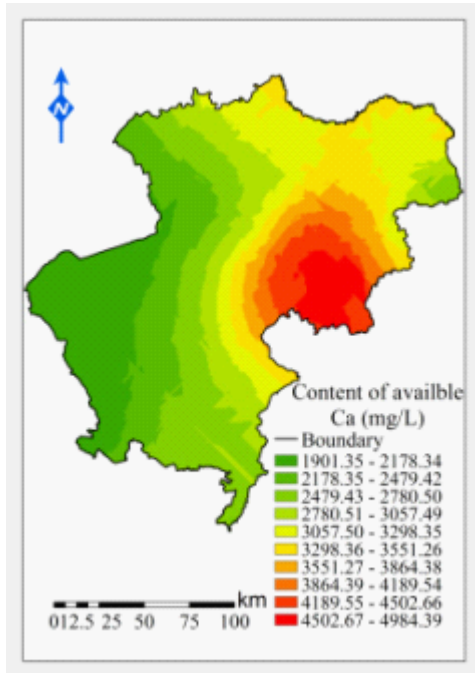 N
Content of availble
Ca (mg/L)
Boundary
1901.35 - 2178.34
2178.35 - 2479.42
2479.43 - 2780.50
2780.51 - 3057.49
3057.50 - 3298.35
3298.36 - 3551.26
3551.27 - 3864.38
3864.39 - 4189.54
4189.55 - 4502.66
4502.67 - 4984.39
km
012.5 25 50 75 100